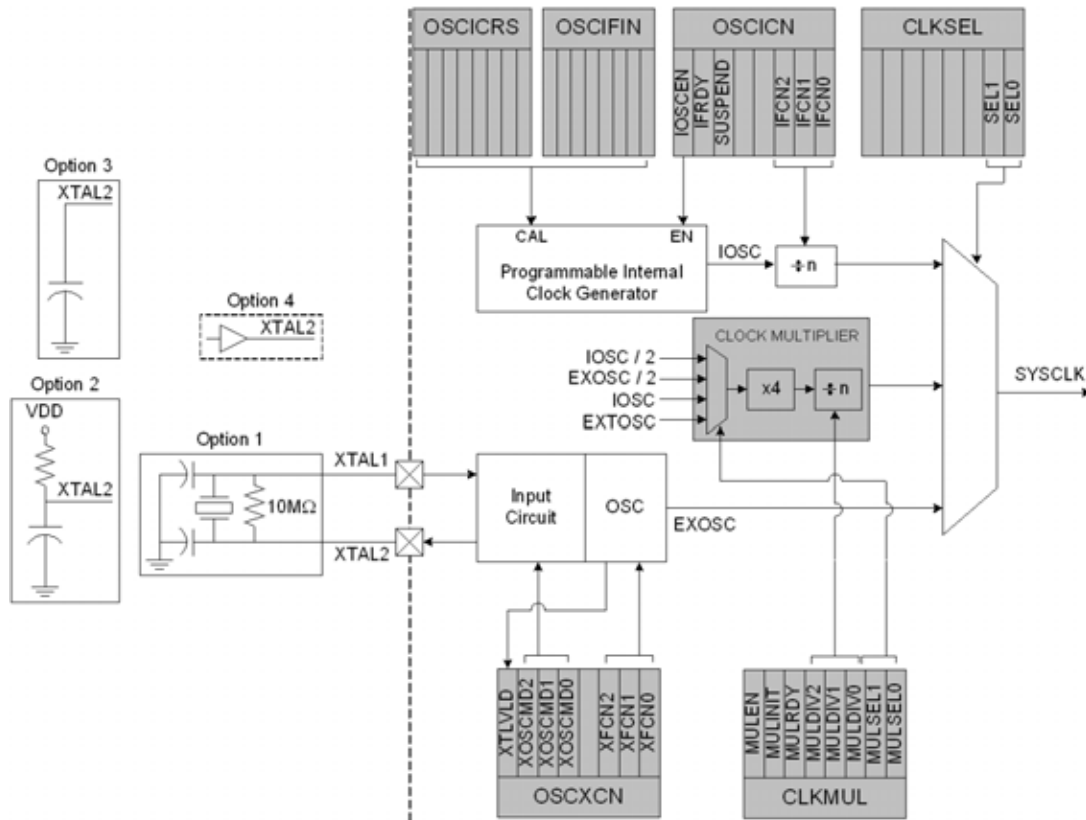 OSCICRS
OSCIFIN
OSCICN
CLKSEL
IOSCEN
IFRDY
SUSPEND
IFCN2
IFCN1
IFCN0
SEL1
SEL0
Option 3
XTAL2
CAL
EN
Programmable Internal
Clock Generator
IOSC
÷ n
Option 4
XTAL2
CLOCK MULTIPLIER
IOSC / 2
EXOSC / 2
IOSC
EXTOSC
x4
÷ n
SYSCLK
Option 2
VDD
XTAL2
Option 1
10MΩ
XTAL1
XTAL2
Input
Circuit
OSC
EXOSC
XTLVLD
XOSCMD2
XOSCMD1
XOSCMD0
XFCN2
XFCN1
XFCN0
OSCXCN
MULEN
MULINIT
MULRDY
MULDIV2
MULDIV1
MULDIV0
MULSEL1
MULSEL0
CLKMUL